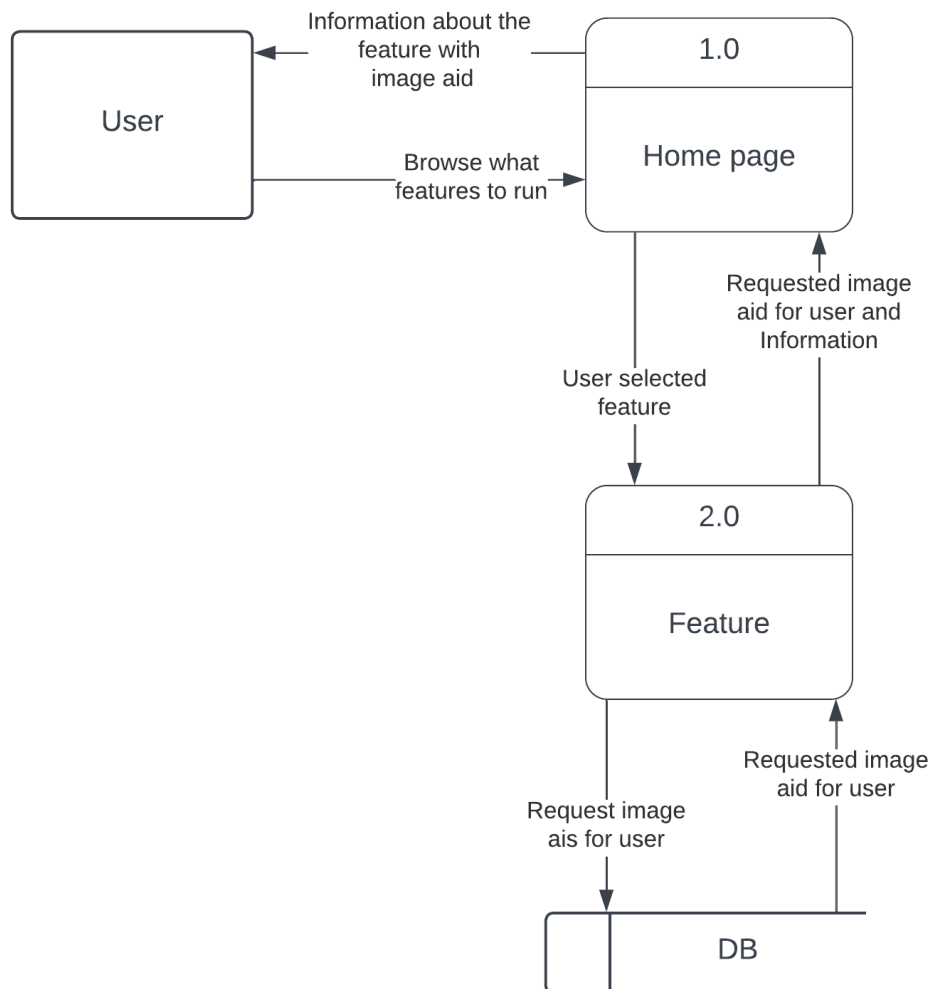 Information about the
feature with
image aid
1.0
User
Home page
Browse what
features to run
Requested image
aid for user and
Information
User selected
feature
2.0
Feature
Requested image
aid for user
Request image
ais for user
DB